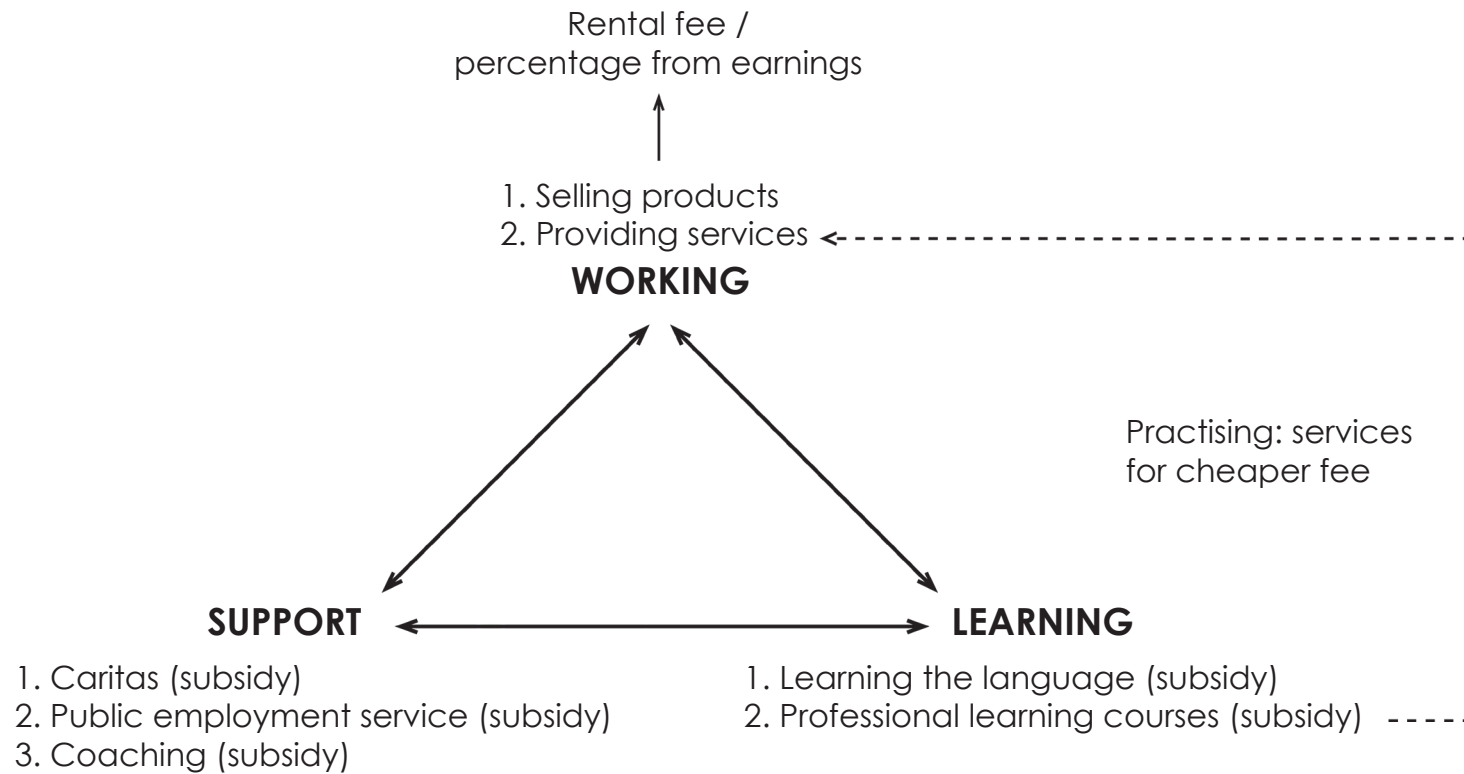 Rental fee /
percentage from earnings
1. Selling products
2. Providing services
WORKING
Practising: services
for cheaper fee
SUPPORT
1. Caritas (subsidy)
2. Public employment service (subsidy)
3. Coaching (subsidy)
LEARNING
1. Learning the language (subsidy)
2. Professional learning courses (subsidy)